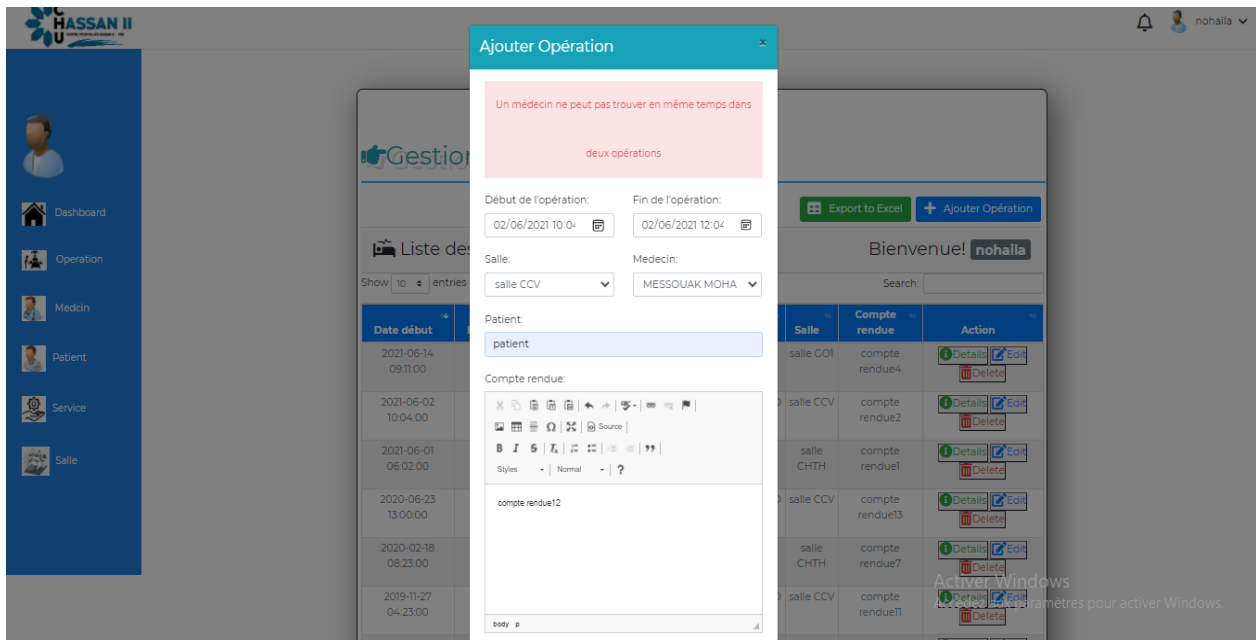 HASSAN II
nohaila
Ajouter Opération
×
Un médecin ne peut pas trouver en même temps dans
deux opérations
Gestion
Début de l'opération:
Fin de l'opération:
02/06/2021 10:04
02/06/2021 12:04
Export to Excel
Ajouter Opération
Dashboard
Operation
Medcin
Patient
Service
Salle
Liste des
Bienvenue! nohaila
Salle:
Medecin:
salle CCV
MESSOUAK MOHA
Show 10 entries
Search:
Patient:
patient
Date début
Salle
Compte rendue
Action
Compte rendue:
Source
B I S
Styles
Normal
?
compte rendue12
body p
2021-06-14 09:11:00
salle GO1
compte rendue4
Details Edit Delete
2021-06-02 10:04:00
salle CCV
compte rendue2
Details Edit Delete
2021-06-01 06:02:00
salle CHTH
compte rendue1
Details Edit Delete
2020-06-23 13:00:00
salle CCV
compte rendue13
Details Edit Delete
2020-02-18 08:23:00
salle CHTH
compte rendue7
Details Edit Delete
2019-11-27 04:23:00
salle CCV
compte rendue11
Details Edit Delete
Activer Windows
Accédez aux paramètres pour activer Windows.